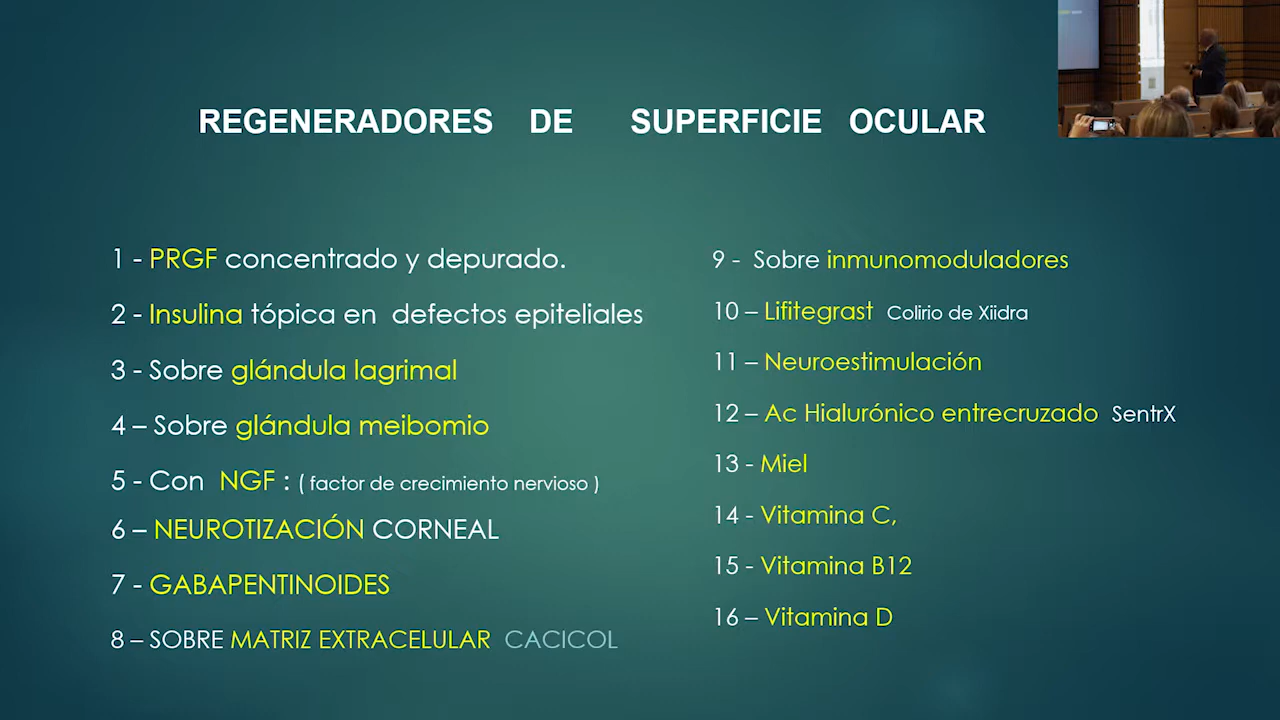 REGENERADORES DE SUPERFICIE OCULAR
1 - PRGF concentrado y depurado.
2 - Insulina tópica en defectos epiteliales
3 - Sobre glándula lagrimal
4 – Sobre glándula meibomio
5 - Con NGF : ( factor de crecimiento nervioso )
6 – NEUROTIZACIÓN CORNEAL
7 - GABAPENTINOIDES
8 – SOBRE MATRIZ EXTRACELULAR CACICOL
9 - Sobre inmunomoduladores
10 – Lifitegrast Colirio de Xiidra
11 – Neuroestimulación
12 – Ac Hialurónico entrecruzado SentrX
13 - Miel
14 - Vitamina C,
15 - Vitamina B12
16 – Vitamina D